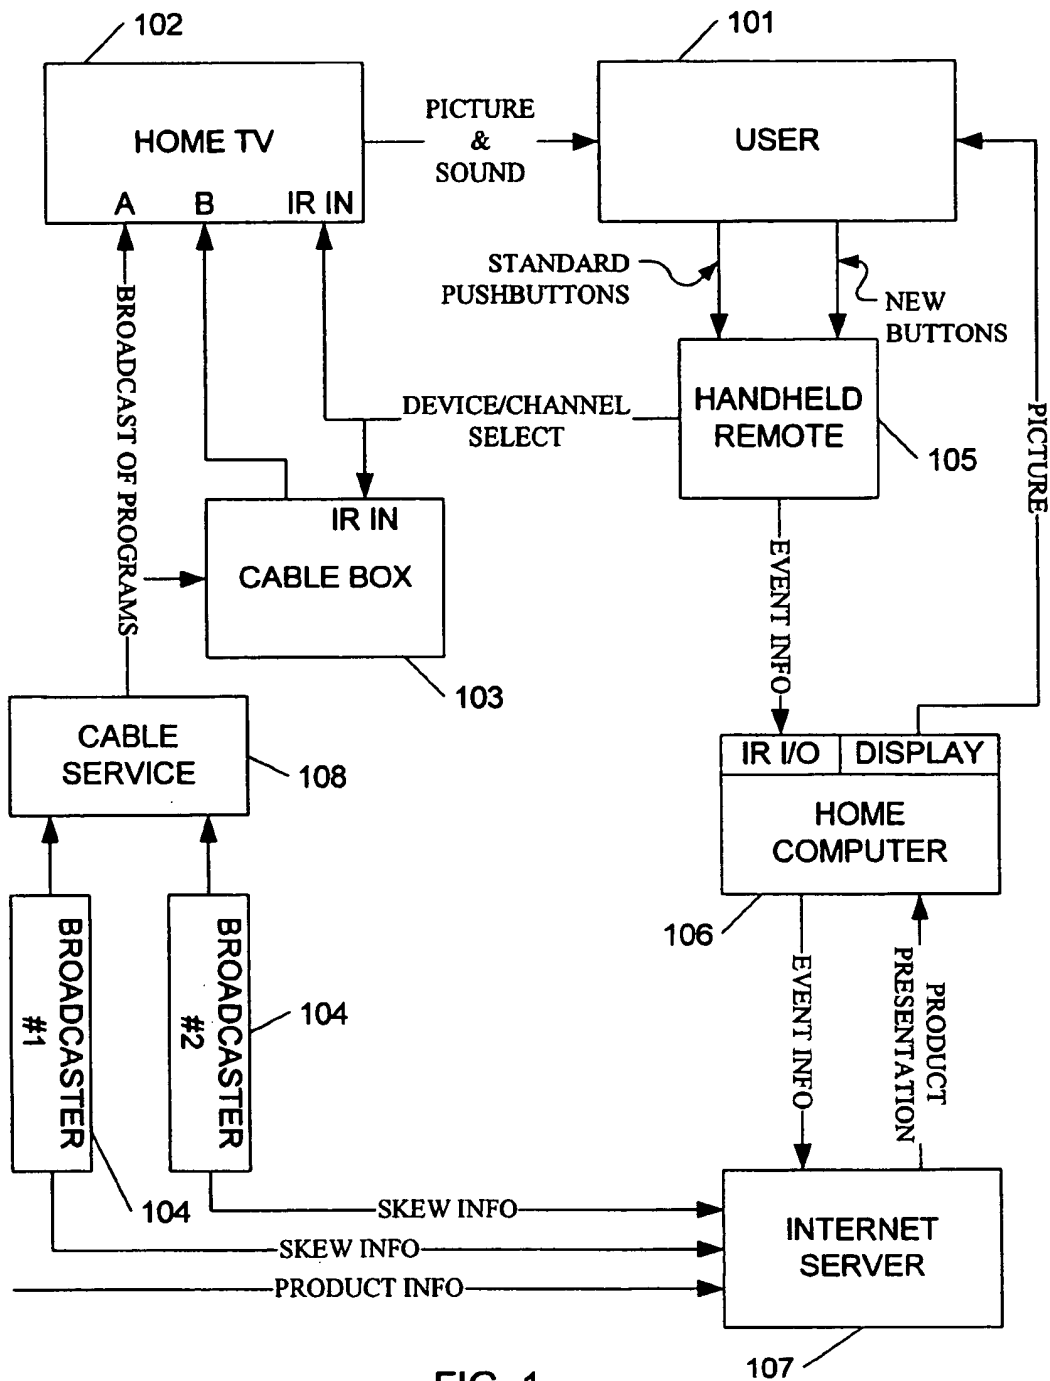 102
101
HOME TV
A B IR IN
PICTURE
&
SOUND
USER
STANDARD
PUSHBUTTONS
NEW
BUTTONS
BROADCAST OF PROGRAMS
DEVICE/CHANNEL
SELECT
HANDHELD
REMOTE
105
PICTURE
IR IN
CABLE BOX
103
EVENT INFO
CABLE
SERVICE
108
IR I/O
DISPLAY
HOME
COMPUTER
106
BROADCASTER
#1
104
BROADCASTER
#2
104
EVENT INFO
PRODUCT
PRESENTATION
SKEW INFO
SKEW INFO
PRODUCT INFO
INTERNET
SERVER
107
FIG. 1